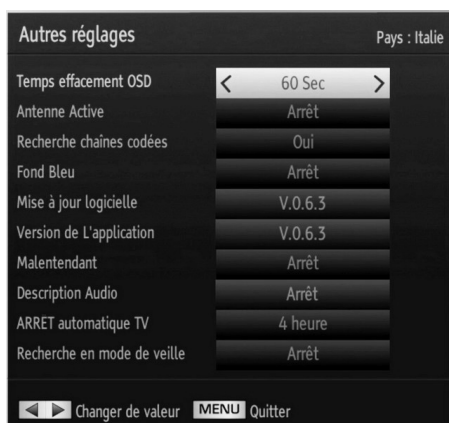 Autres réglages Pays : Italie
Temps effacement OSD 60 Sec
Antenne Active Arrêt
Recherche chaînes codées Oui
Fond Bleu Arrêt
Mise à jour logicielle V.0.6.3
Version de L'application V.0.6.3
Malentendant Arrêt
Description Audio Arrêt
ARRET automatique TV 4 heure
Recherche en mode de veille Arrêt
Changer de valeur MENU Quitter